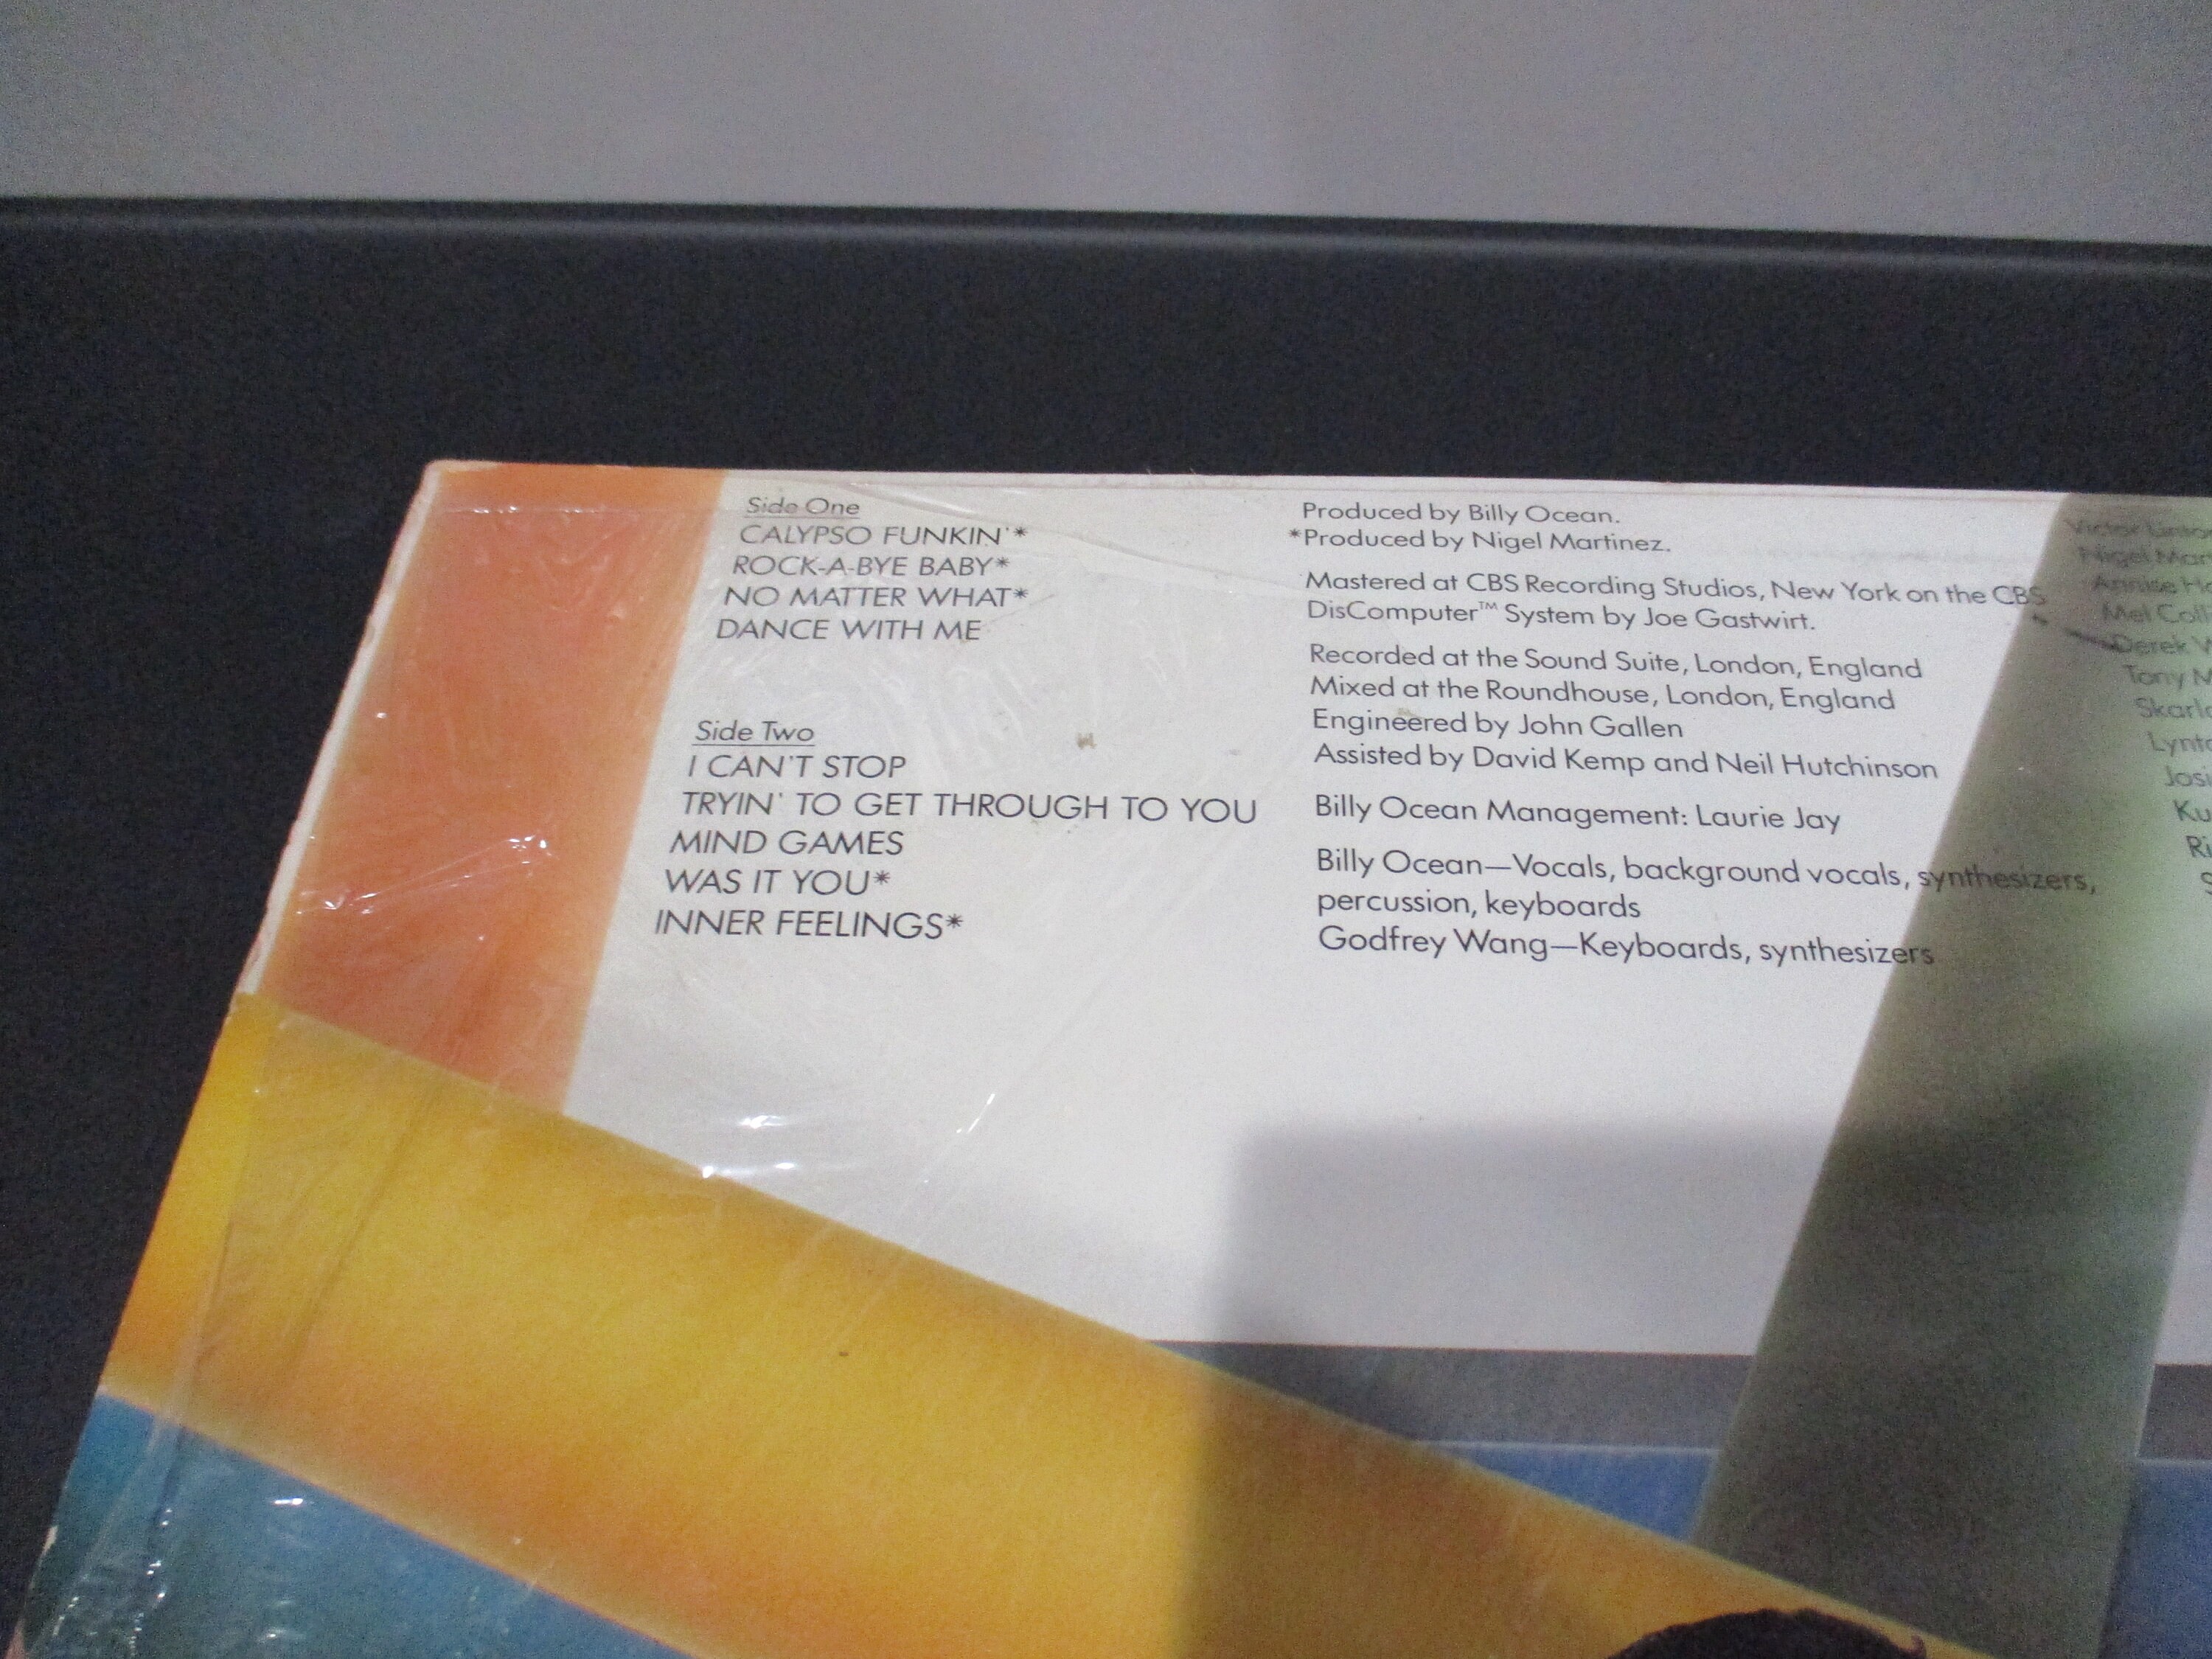 Side One
CALYPSO FUNKIN'*
ROCK-A-BYE BABY*
NO MATTER WHAT*
DANCE WITH ME
Side Two
I CAN'T STOP
TRYIN' TO GET THROUGH TO YOU
MIND GAMES
WAS IT YOU*
INNER FEELINGS*
Produced by Billy Ocean.
*Produced by Nigel Martinez.
Mastered at CBS Recording Studios, New York on the CBS
DisComputer™ System by Joe Gastwirt.
Recorded at the Sound Suite, London, England
Mixed at the Roundhouse, London, England
Engineered by John Gallen
Assisted by David Kemp and Neil Hutchinson
Billy Ocean Management: Laurie Jay
Billy Ocean—Vocals, background vocals, synthesizers,
percussion, keyboards
Godfrey Wang—Keyboards, synthesizers
Victor
Nigel
Derek
Tony